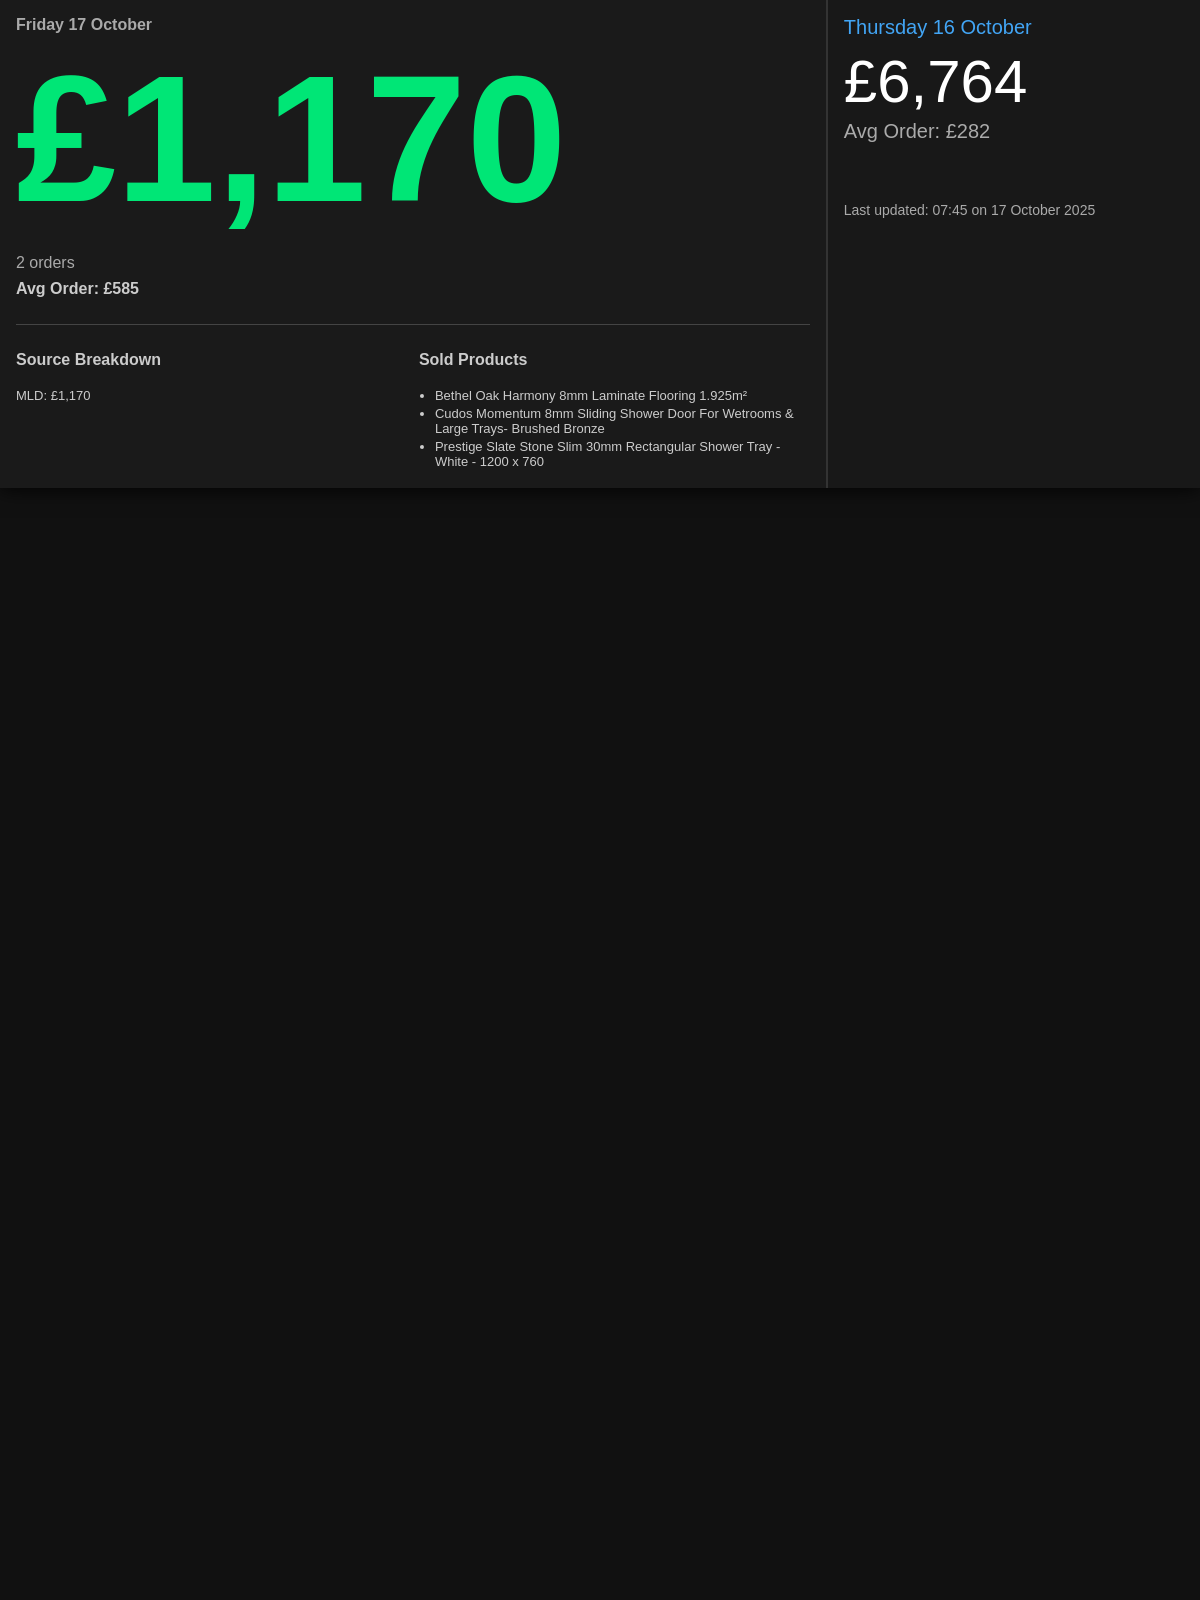 Friday 17 October
£1,170
2 orders
Avg Order: £585
Source Breakdown
MLD: £1,170
Sold Products
• Bethel Oak Harmony 8mm Laminate Flooring 1.925m²
• Cudos Momentum 8mm Sliding Shower Door For Wetrooms &
Large Trays- Brushed Bronze
• Prestige Slate Stone Slim 30mm Rectangular Shower Tray -
White - 1200 x 760
Thursday 16 October
£6,764
Avg Order: £282
Last updated: 07:45 on 17 October 2025